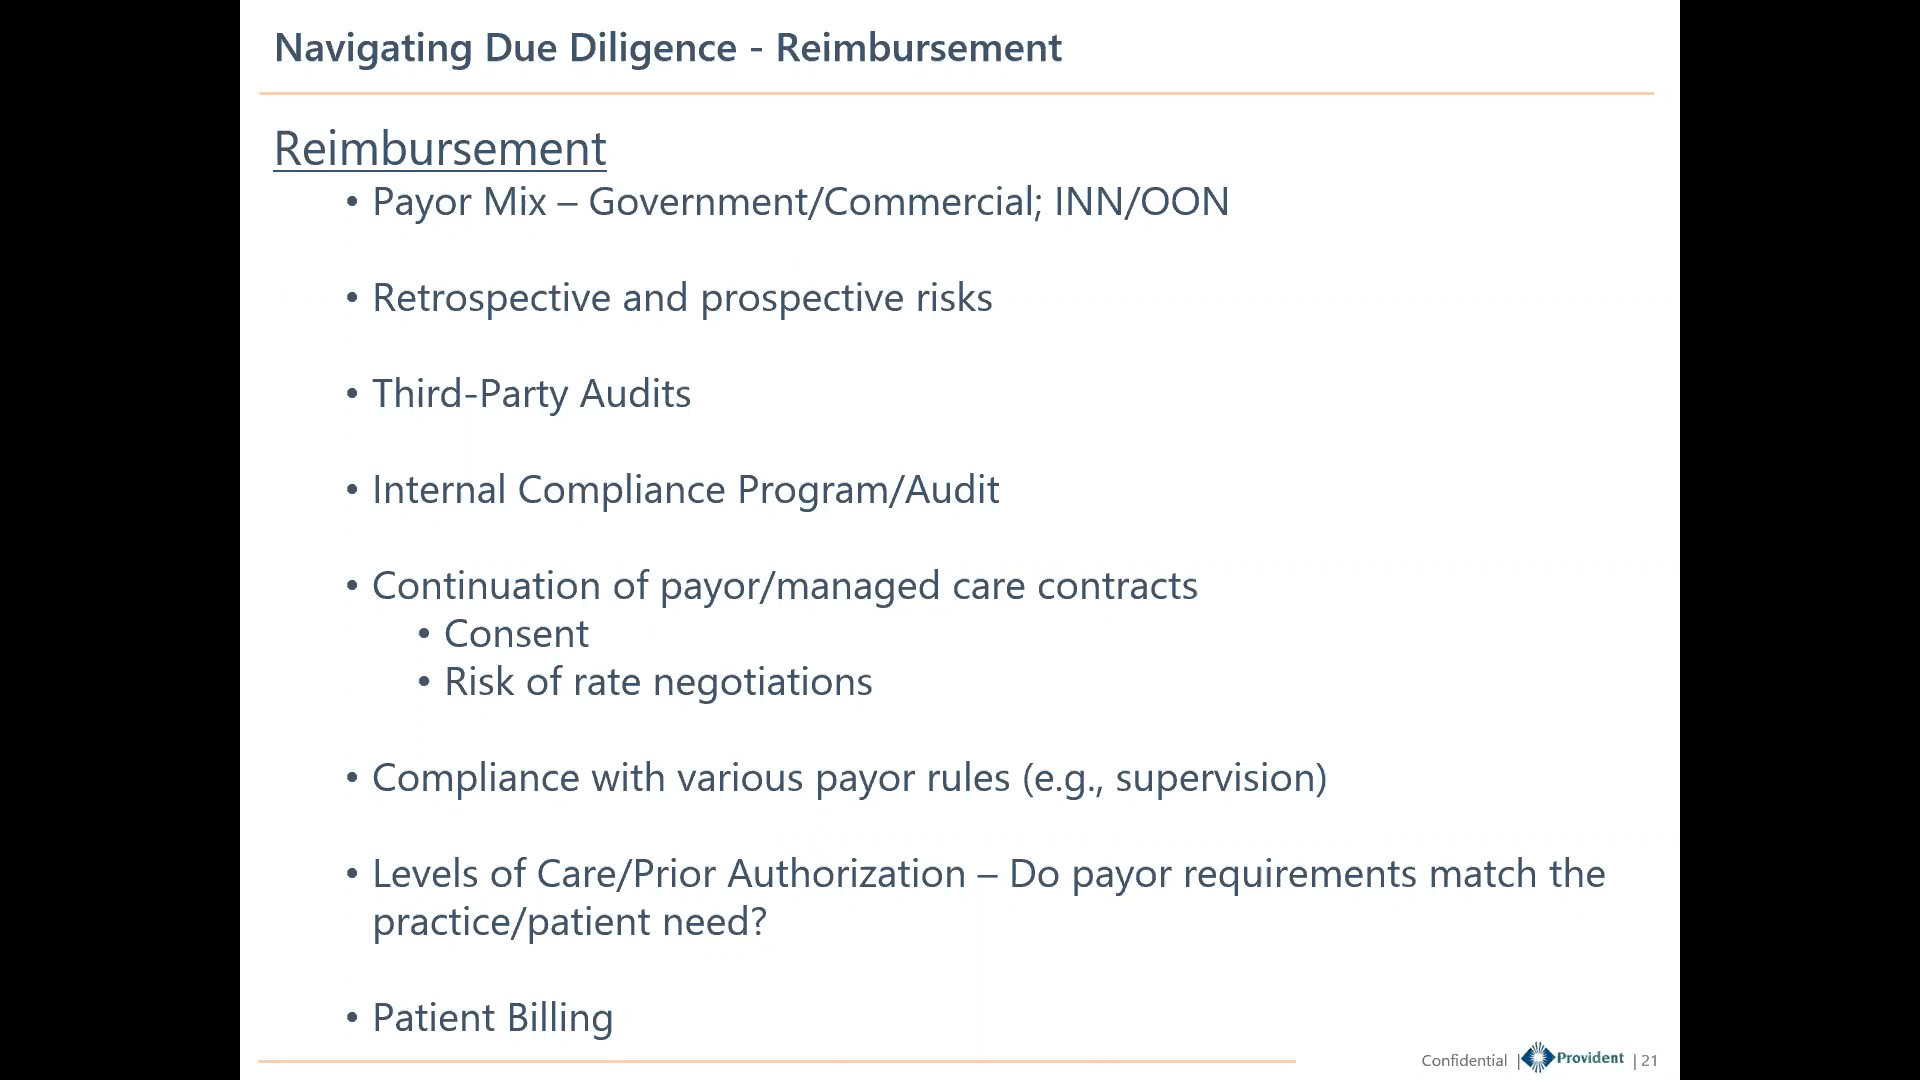 Navigating Due Diligence - Reimbursement
Reimbursement
• Payor Mix – Government/Commercial; INN/OON
• Retrospective and prospective risks
• Third-Party Audits
• Internal Compliance Program/Audit
• Continuation of payor/managed care contracts
• Consent
• Risk of rate negotiations
• Compliance with various payor rules (e.g., supervision)
• Levels of Care/Prior Authorization – Do payor requirements match the
practice/patient need?
• Patient Billing
Confidential | Provident | 21